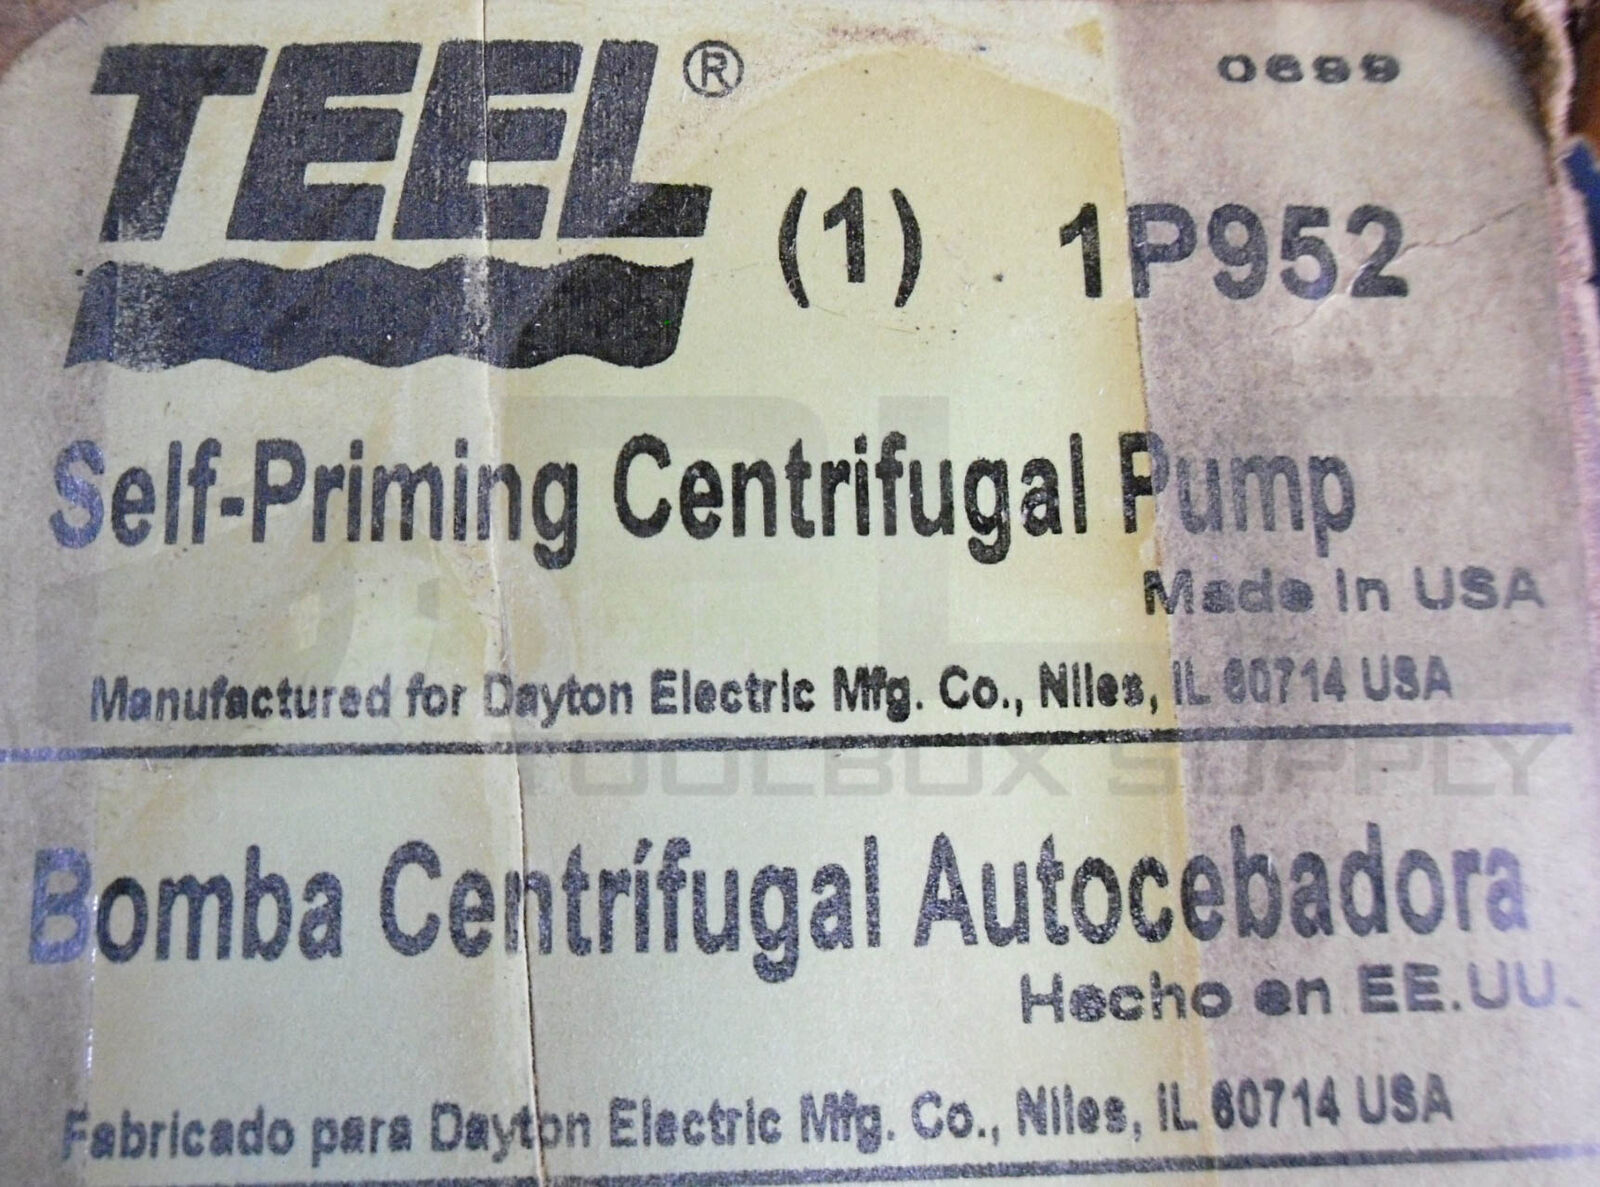 TEEL®
0699
(1) 1P952
Self-Priming Centrifugal Pump
Made in USA
Manufactured for Dayton Electric Mfg. Co., Niles, IL 60714 USA
TOOLBOX SUPPLY
Bomba Centrífugal Autocebadora
Hecho en EE.UU.
Fabricado para Dayton Electric Mfg. Co., Niles, IL 60714 USA